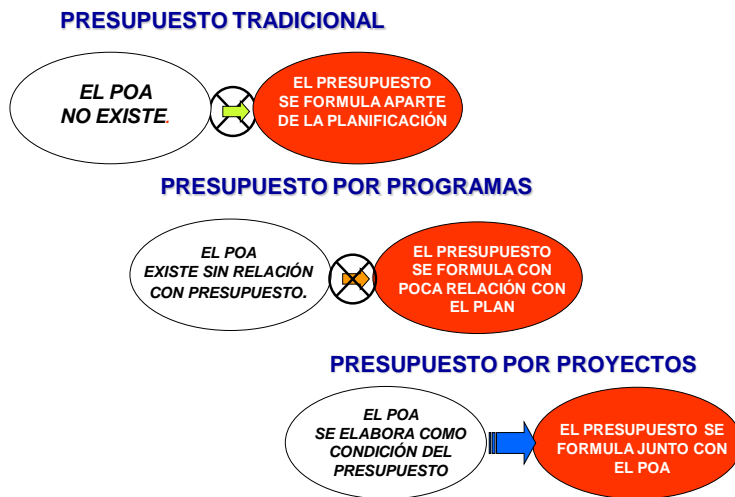 PRESUPUESTO TRADICIONAL
EL POA
NO EXISTE.
EL PRESUPUESTO
SE FORMULA APARTE
DE LA PLANIFICACIÓN
PRESUPUESTO POR PROGRAMAS
EL POA
EXISTE SIN RELACIÓN
CON PRESUPUESTO.
EL PRESUPUESTO
SE FORMULA CON
POCA RELACIÓN CON
EL PLAN
PRESUPUESTO POR PROYECTOS
EL POA
SE ELABORA COMO
CONDICIÓN DEL
PRESUPUESTO
EL PRESUPUESTO SE
FORMULA JUNTO CON
EL POA